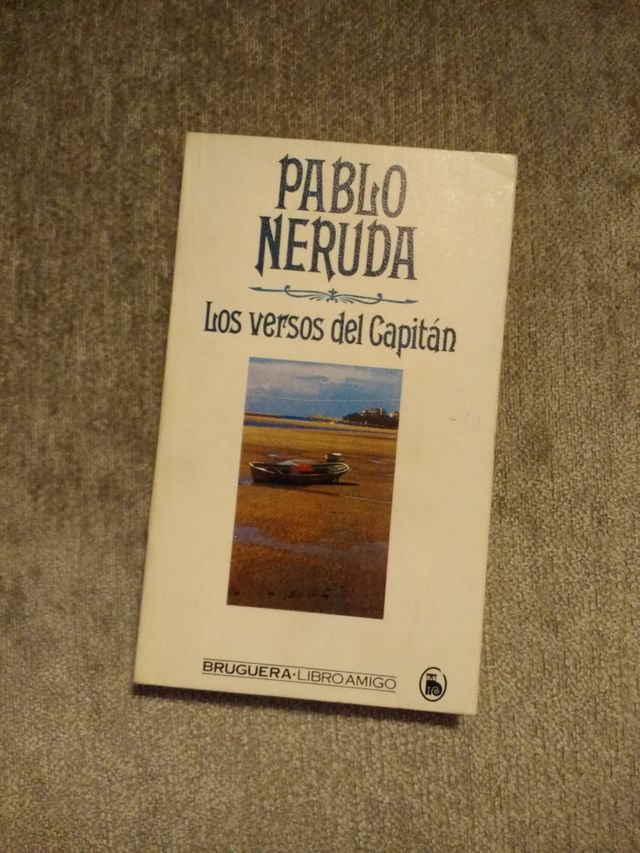 PABLO
NERUDA
Los versos del Capitán
BRUGUERA·LIBRO AMIGO